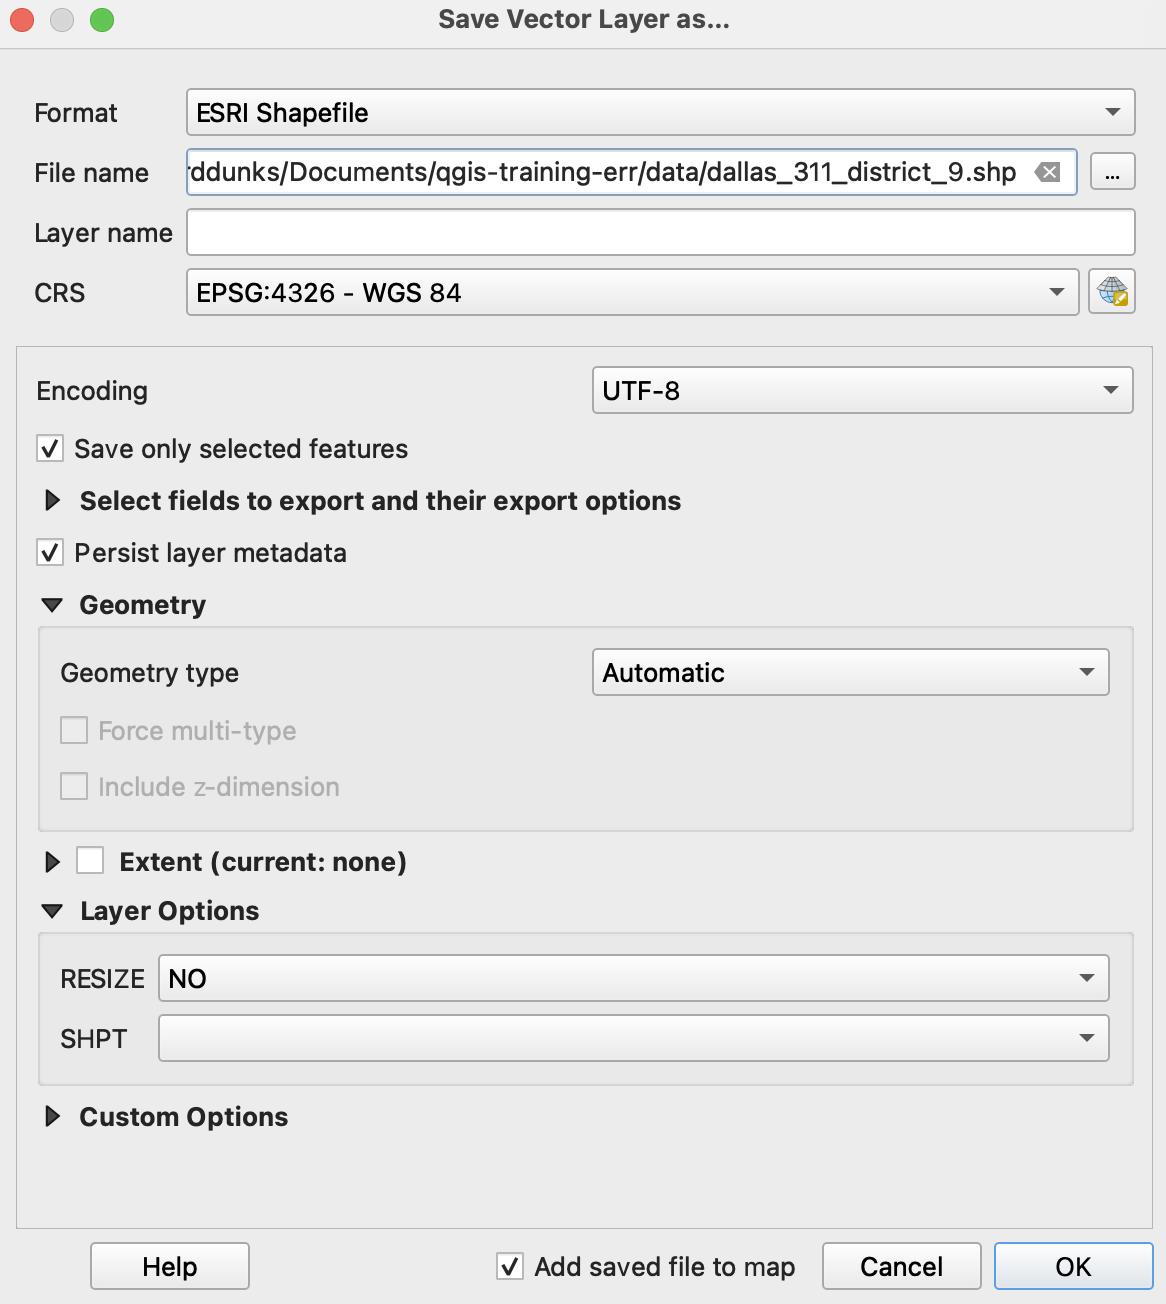 Save Vector Layer as...
Format ESRI Shapefile
File name ddunks/Documents/qgis-training-err/data/dallas_311_district_9.shp ...
Layer name
CRS EPSG:4326 - WGS 84
Encoding UTF-8
Save only selected features
Select fields to export and their export options
Persist layer metadata
Geometry
Geometry type Automatic
Force multi-type
Include z-dimension
Extent (current: none)
Layer Options
RESIZE NO
SHPT
Custom Options
Help Add saved file to map Cancel OK